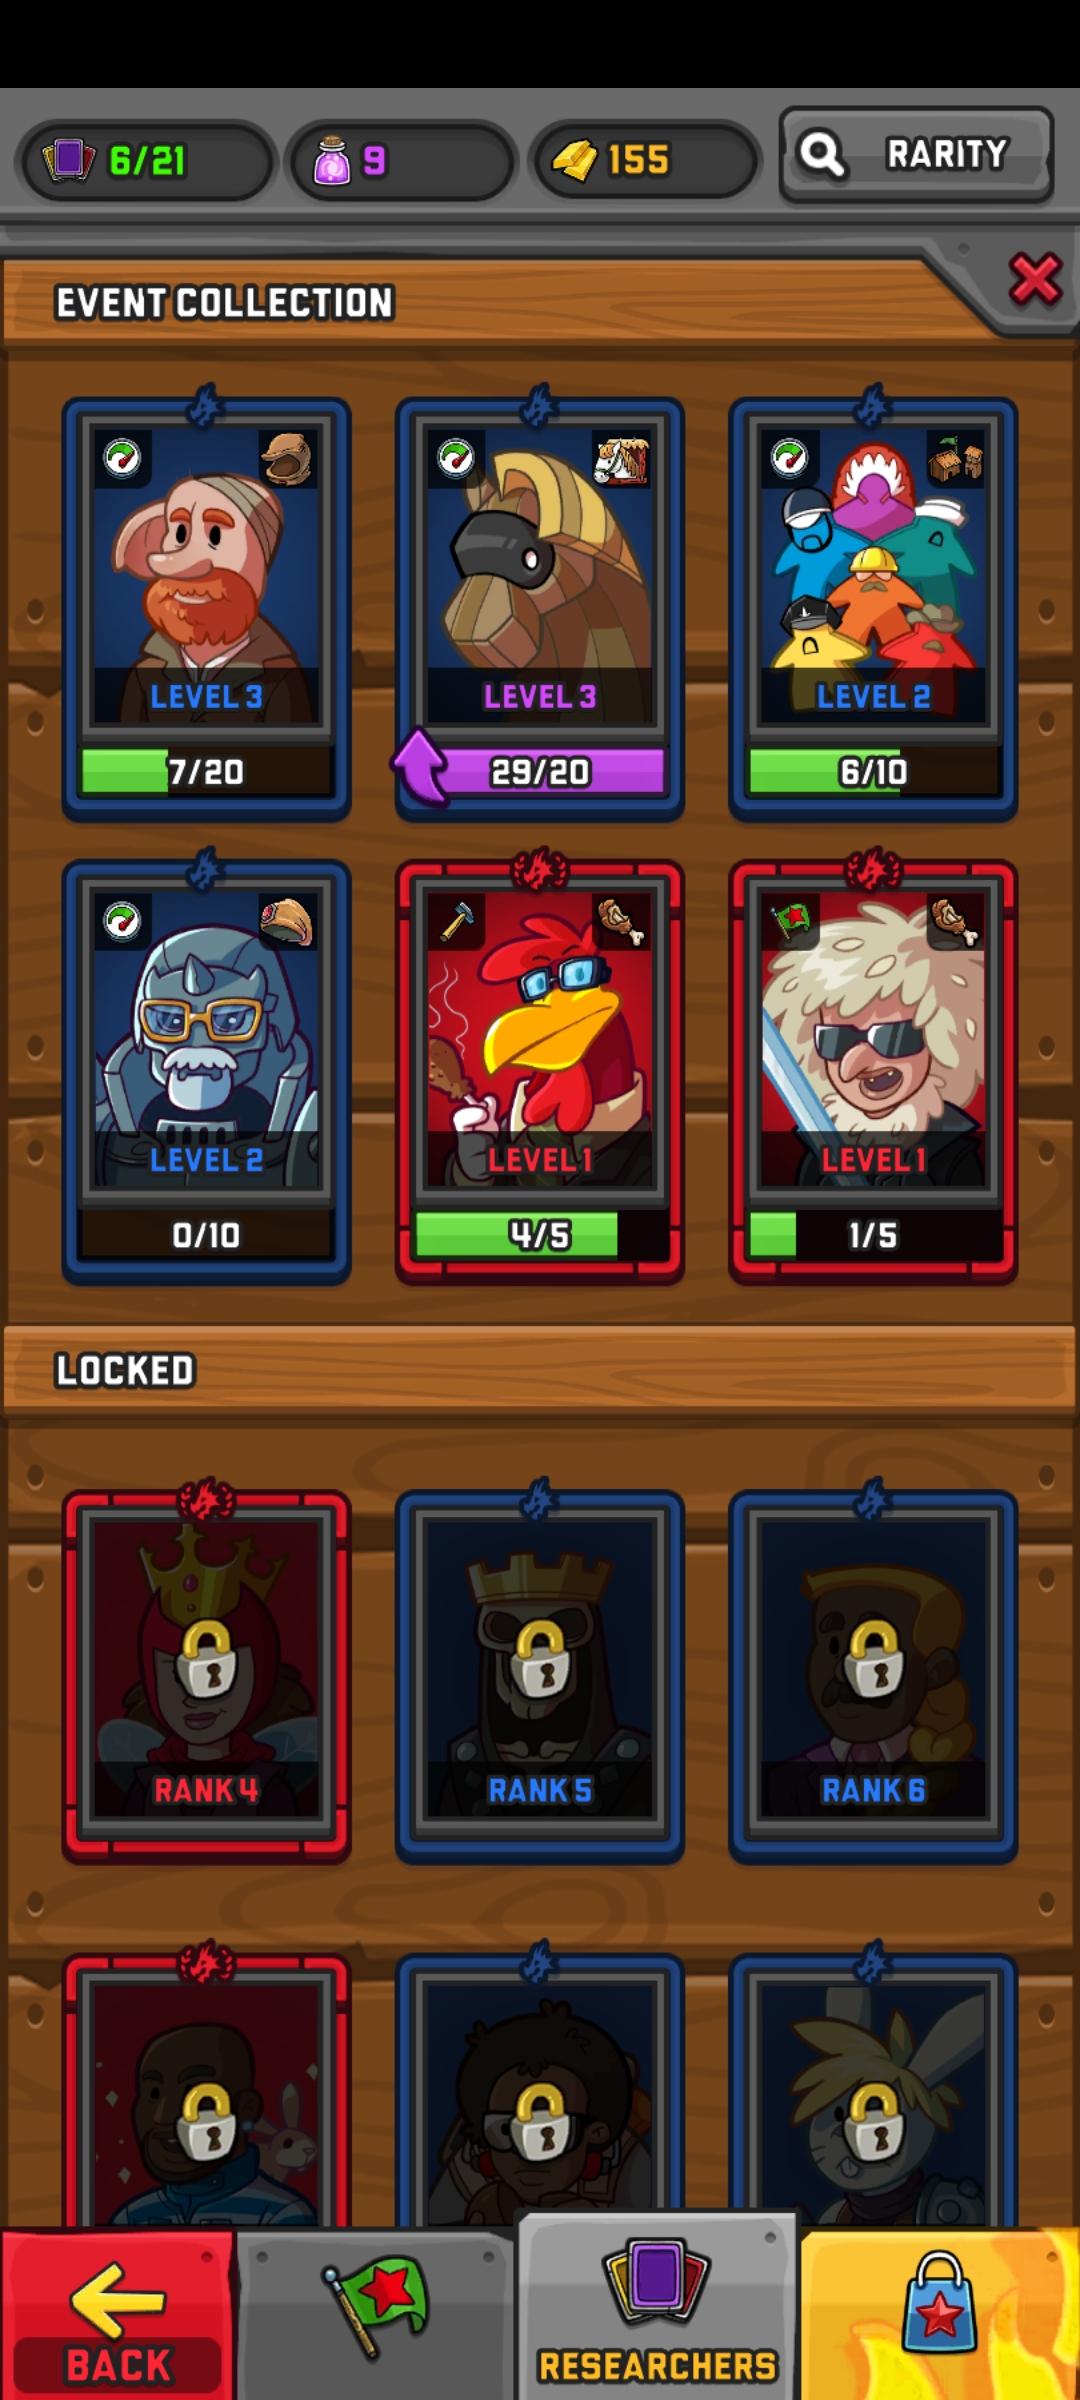 6/21
9
155
RARITY
EVENT COLLECTION
LEVEL 3
7/20
LEVEL 3
29/20
LEVEL 2
6/10
LEVEL 2
0/10
LEVEL 1
4/5
LEVEL 1
1/5
LOCKED
RANK 4
RANK 5
RANK 6
BACK
RESEARCHERS